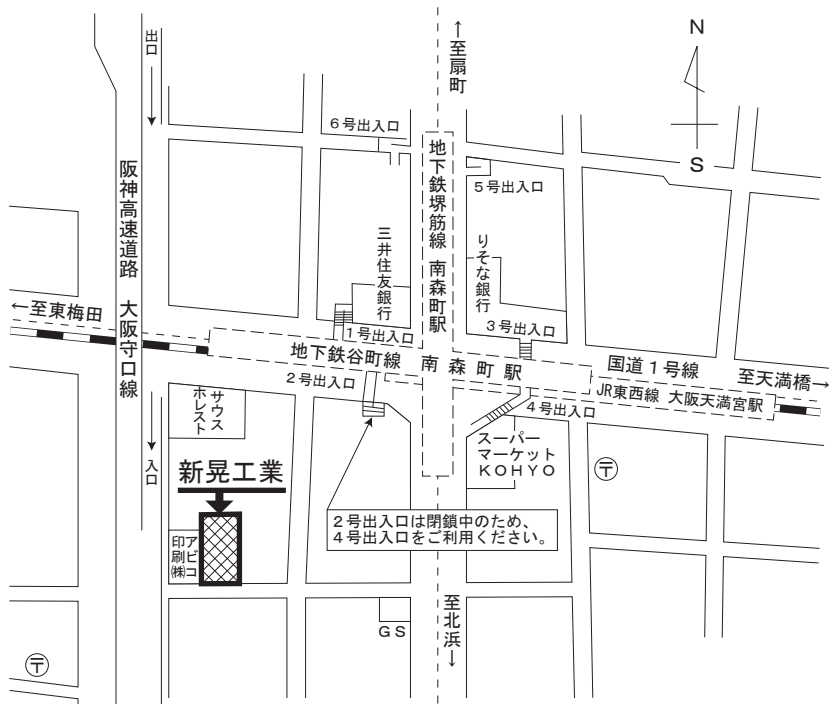 出口
↓
阪神高速道路 大阪守口線
↓
入口
←至扇町
N
S
6号出入口
5号出入口
地下鉄堺筋線 南森町駅
三井住友銀行
りそな銀行
←至東梅田
1号出入口
3号出入口
地下鉄谷町線 南森町駅
国道1号線
至天満橋→
2号出入口
JR東西線 大阪天満宮駅
4号出入口
サウス
ホレスト
スーパー
マーケット
KOHYO
〒
新晃工業
アビコ
印刷
㈱
2号出入口は閉鎖中のため、
4号出入口をご利用ください。
GS
至北浜→
〒